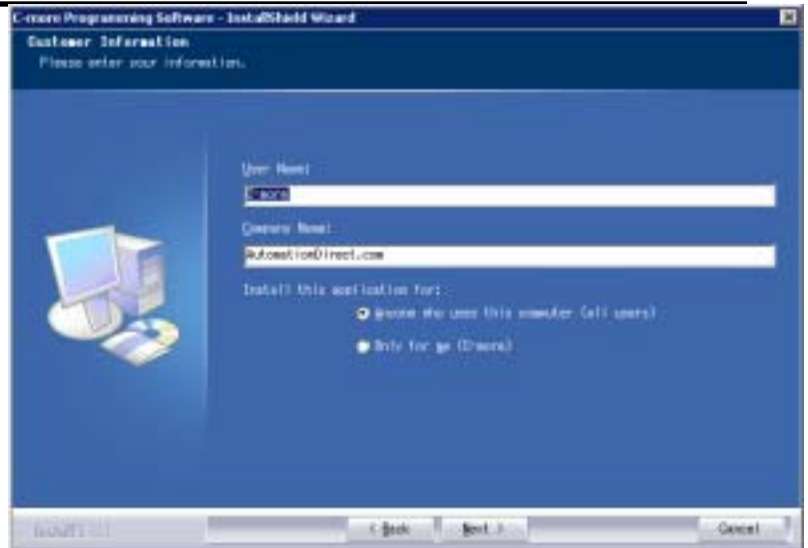 C-more Programming Software - InstallShield Wizard
Customer Information
Please enter your information.
User Name:
C-more
Company Name:
AutomationDirect.com
Install this application for:
Anyone who uses this computer (all users)
Only for me (C-more)
InstallShield
< Back
Next >
Cancel